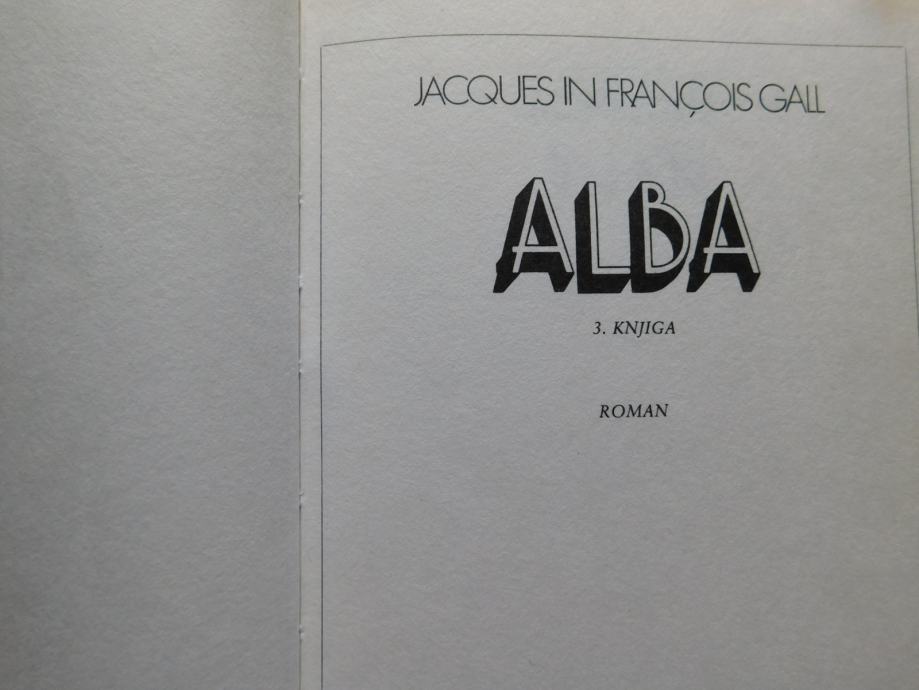 JACQUES IN FRANÇOIS GALL
ALBA
3. KNJIGA
ROMAN